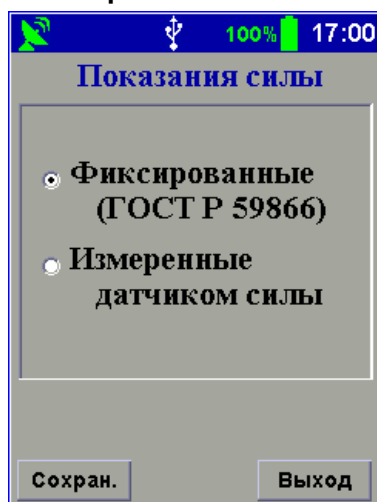 100% 17:00
Показания силы
Фиксированные
(ГОСТ Р 59866)
Измеренные
датчиком силы
Сохран. Выход